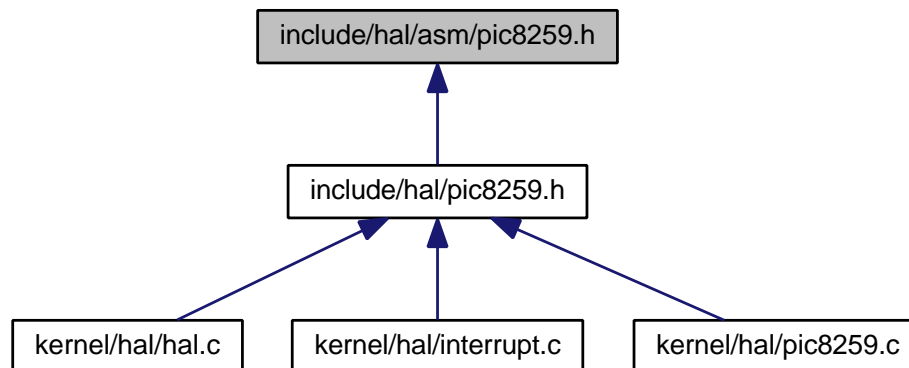 include/hal/asm/pic8259.h
include/hal/pic8259.h
kernel/hal/hal.c
kernel/hal/interrupt.c
kernel/hal/pic8259.c